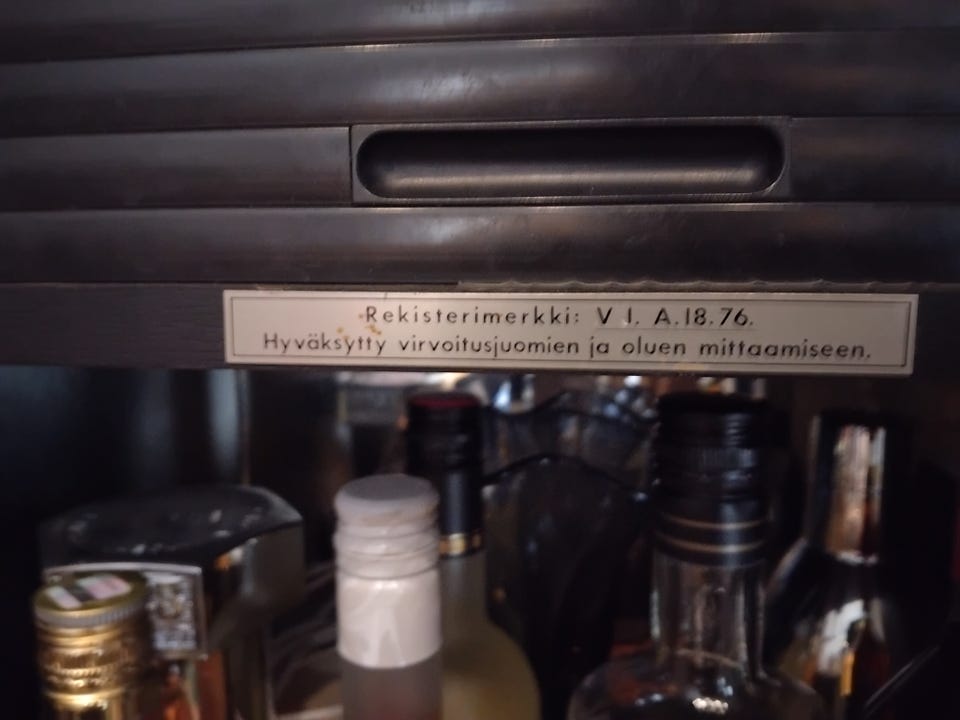 Rekisterimerkki: V I. A.18.76.
Hyväksytty virvoitusjuomien ja oluen mittaamiseen.